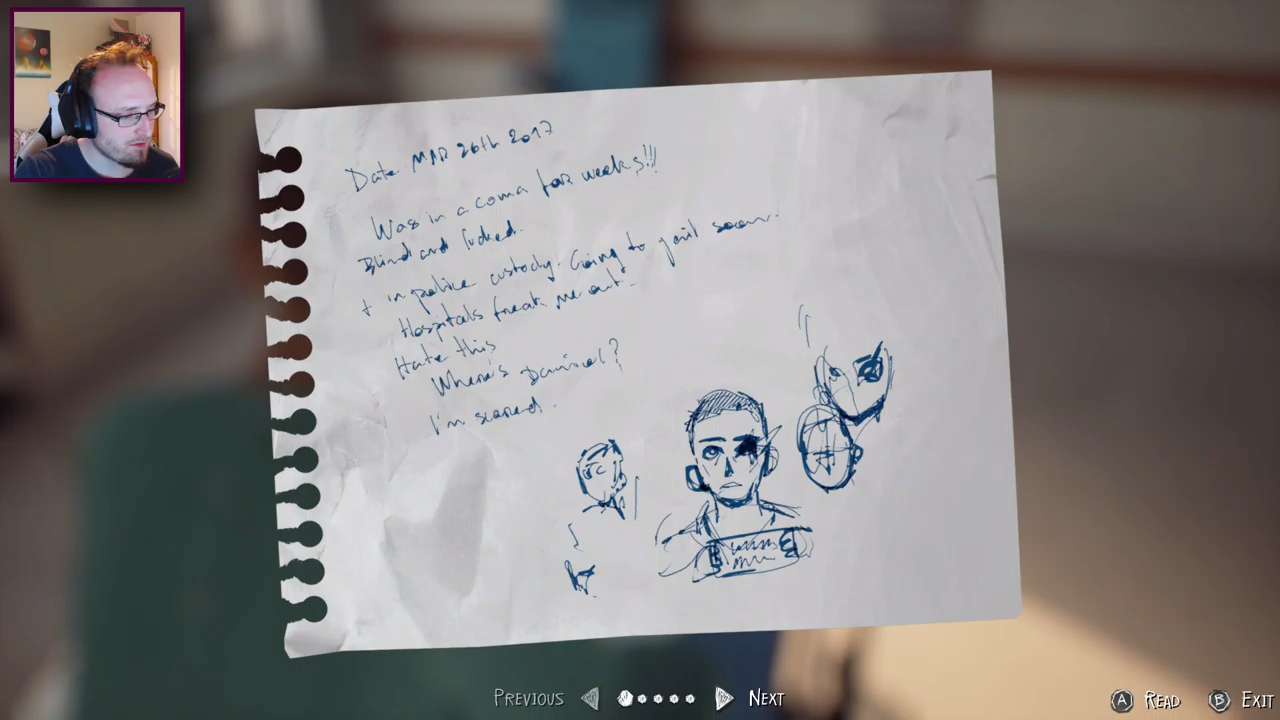 Date MAR 26th 2017
Was in a coma for weeks!!!
Blind and fucked.
+ in police custody. Going to jail soon.
Hospitals freak me out.
Hate this
Where's Daniel?
I'm scared.
PREVIOUS
NEXT
A READ
B EXIT